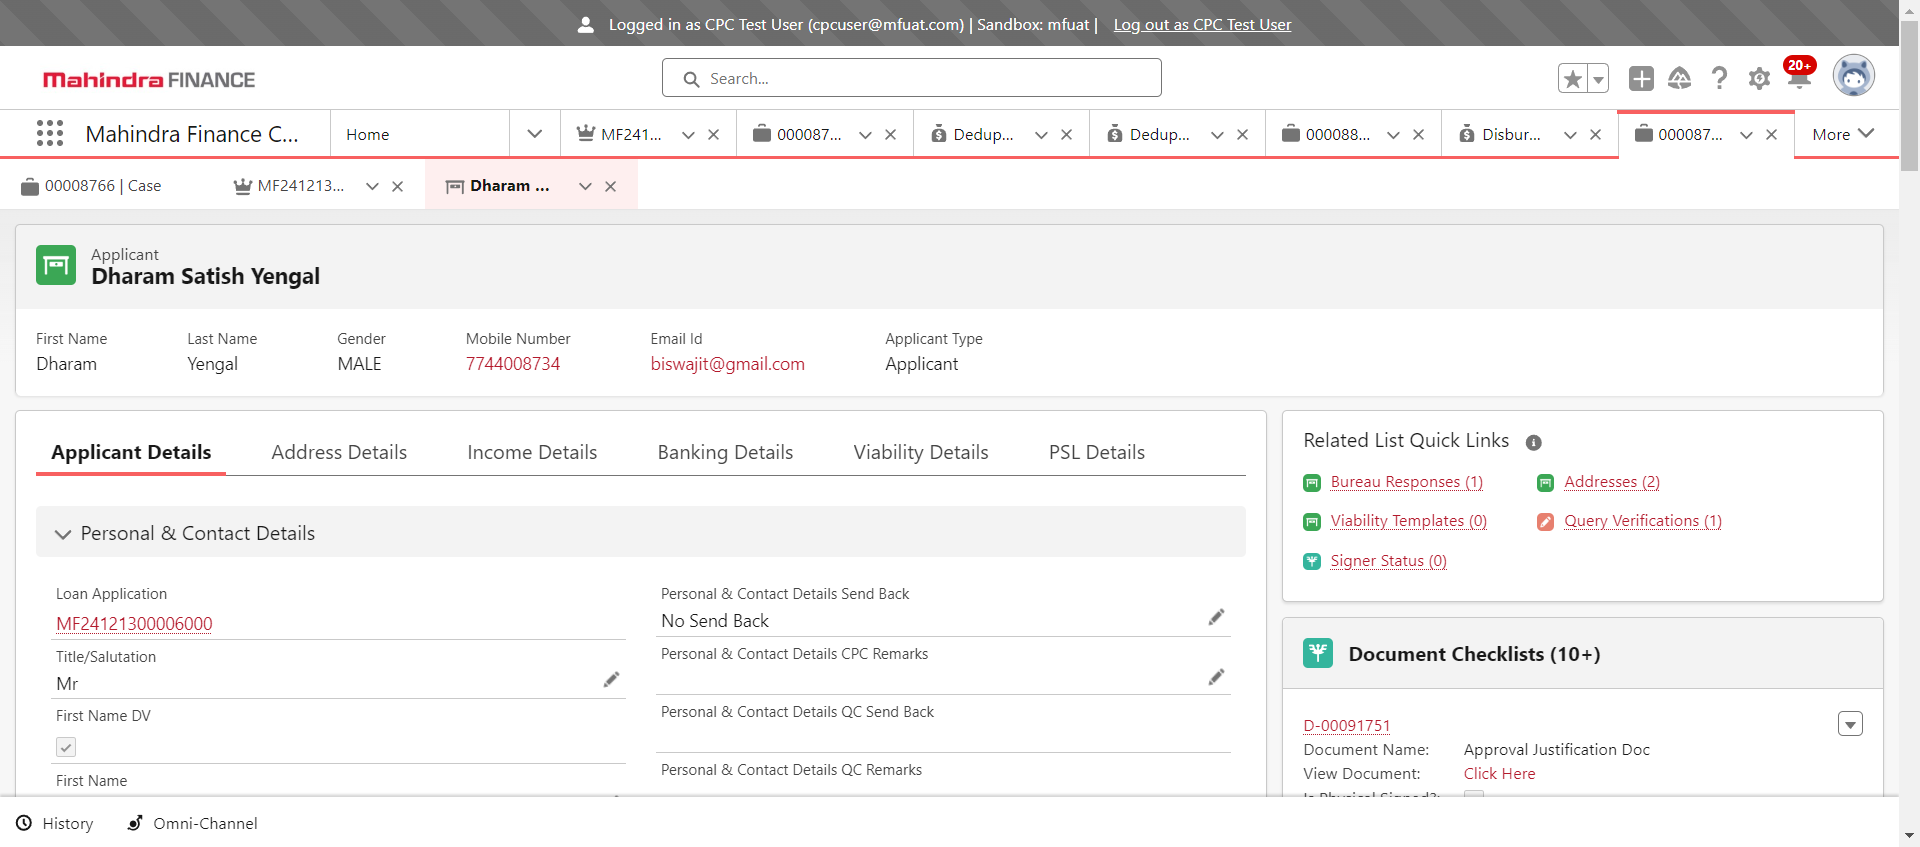 Logged in as CPC Test User (cpcuser@mfuat.com) | Sandbox: mfuat | Log out as CPC Test User
Mahindra FINANCE
Search...
20+
Mahindra Finance C...
Home
MF241...
000087...
Dedup...
Dedup...
000088...
Disbur...
000087...
More
00008766 | Case
MF241213...
Dharam ...
Applicant
Dharam Satish Yengal
First Name
Last Name
Gender
Mobile Number
Email Id
Applicant Type
Dharam
Yengal
MALE
7744008734
biswajit@gmail.com
Applicant
Applicant Details
Address Details
Income Details
Banking Details
Viability Details
PSL Details
Personal & Contact Details
Loan Application
MF24121300006000
Title/Salutation
Mr
First Name DV
First Name
Personal & Contact Details Send Back
No Send Back
Personal & Contact Details CPC Remarks
Personal & Contact Details QC Send Back
Personal & Contact Details QC Remarks
Related List Quick Links
Bureau Responses (1)
Addresses (2)
Viability Templates (0)
Query Verifications (1)
Signer Status (0)
Document Checklists (10+)
D-00091751
Document Name: Approval Justification Doc
View Document: Click Here
Is Physical Signed?:
History
Omni-Channel